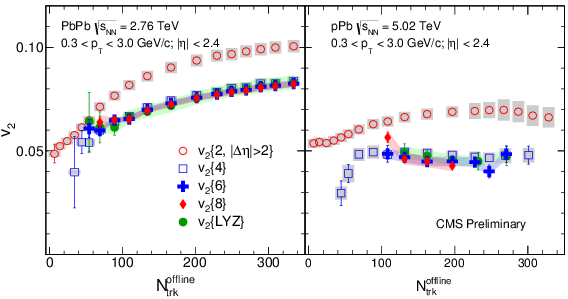 PbPb √s_NN = 2.76 TeV
0.3 < p_T < 3.0 GeV/c; |η| < 2.4
pPb √s_NN = 5.02 TeV
0.3 < p_T < 3.0 GeV/c; |η| < 2.4
0.10
0.05
v_2
v_2{2, |Δη|>2}
v_2{4}
v_2{6}
v_2{8}
v_2{LYZ}
CMS Preliminary
0 100 200 300
0 100 200 300
N_trk^offline
N_trk^offline